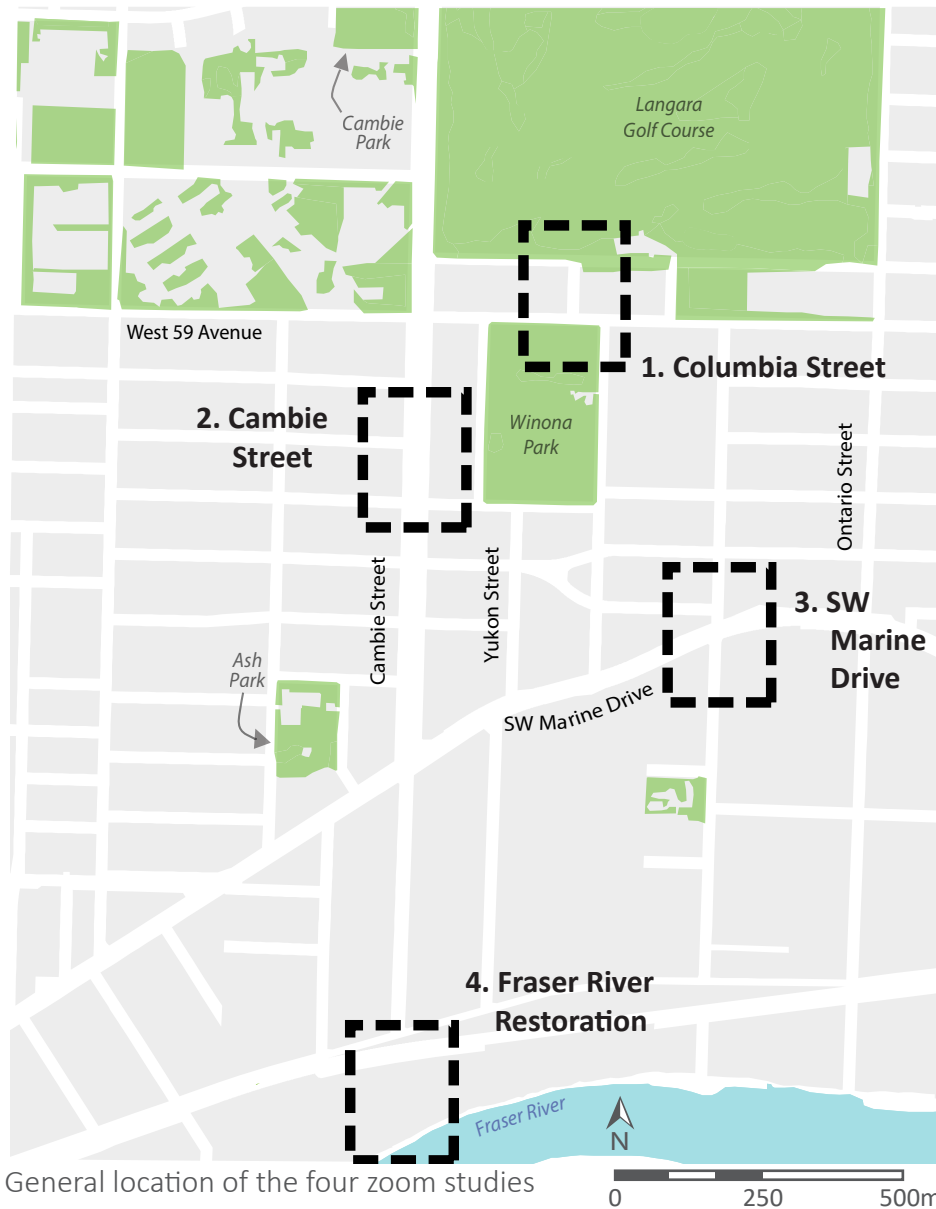 Cambie
Park
Langara
Golf Course
West 59 Avenue
1. Columbia Street
2. Cambie
Street
Winona
Park
Ontario Street
Cambie Street
Yukon Street
3. SW
Marine
Drive
Ash
Park
SW Marine Drive
4. Fraser River
Restoration
Fraser River
N
General location of the four zoom studies
0 250 500m